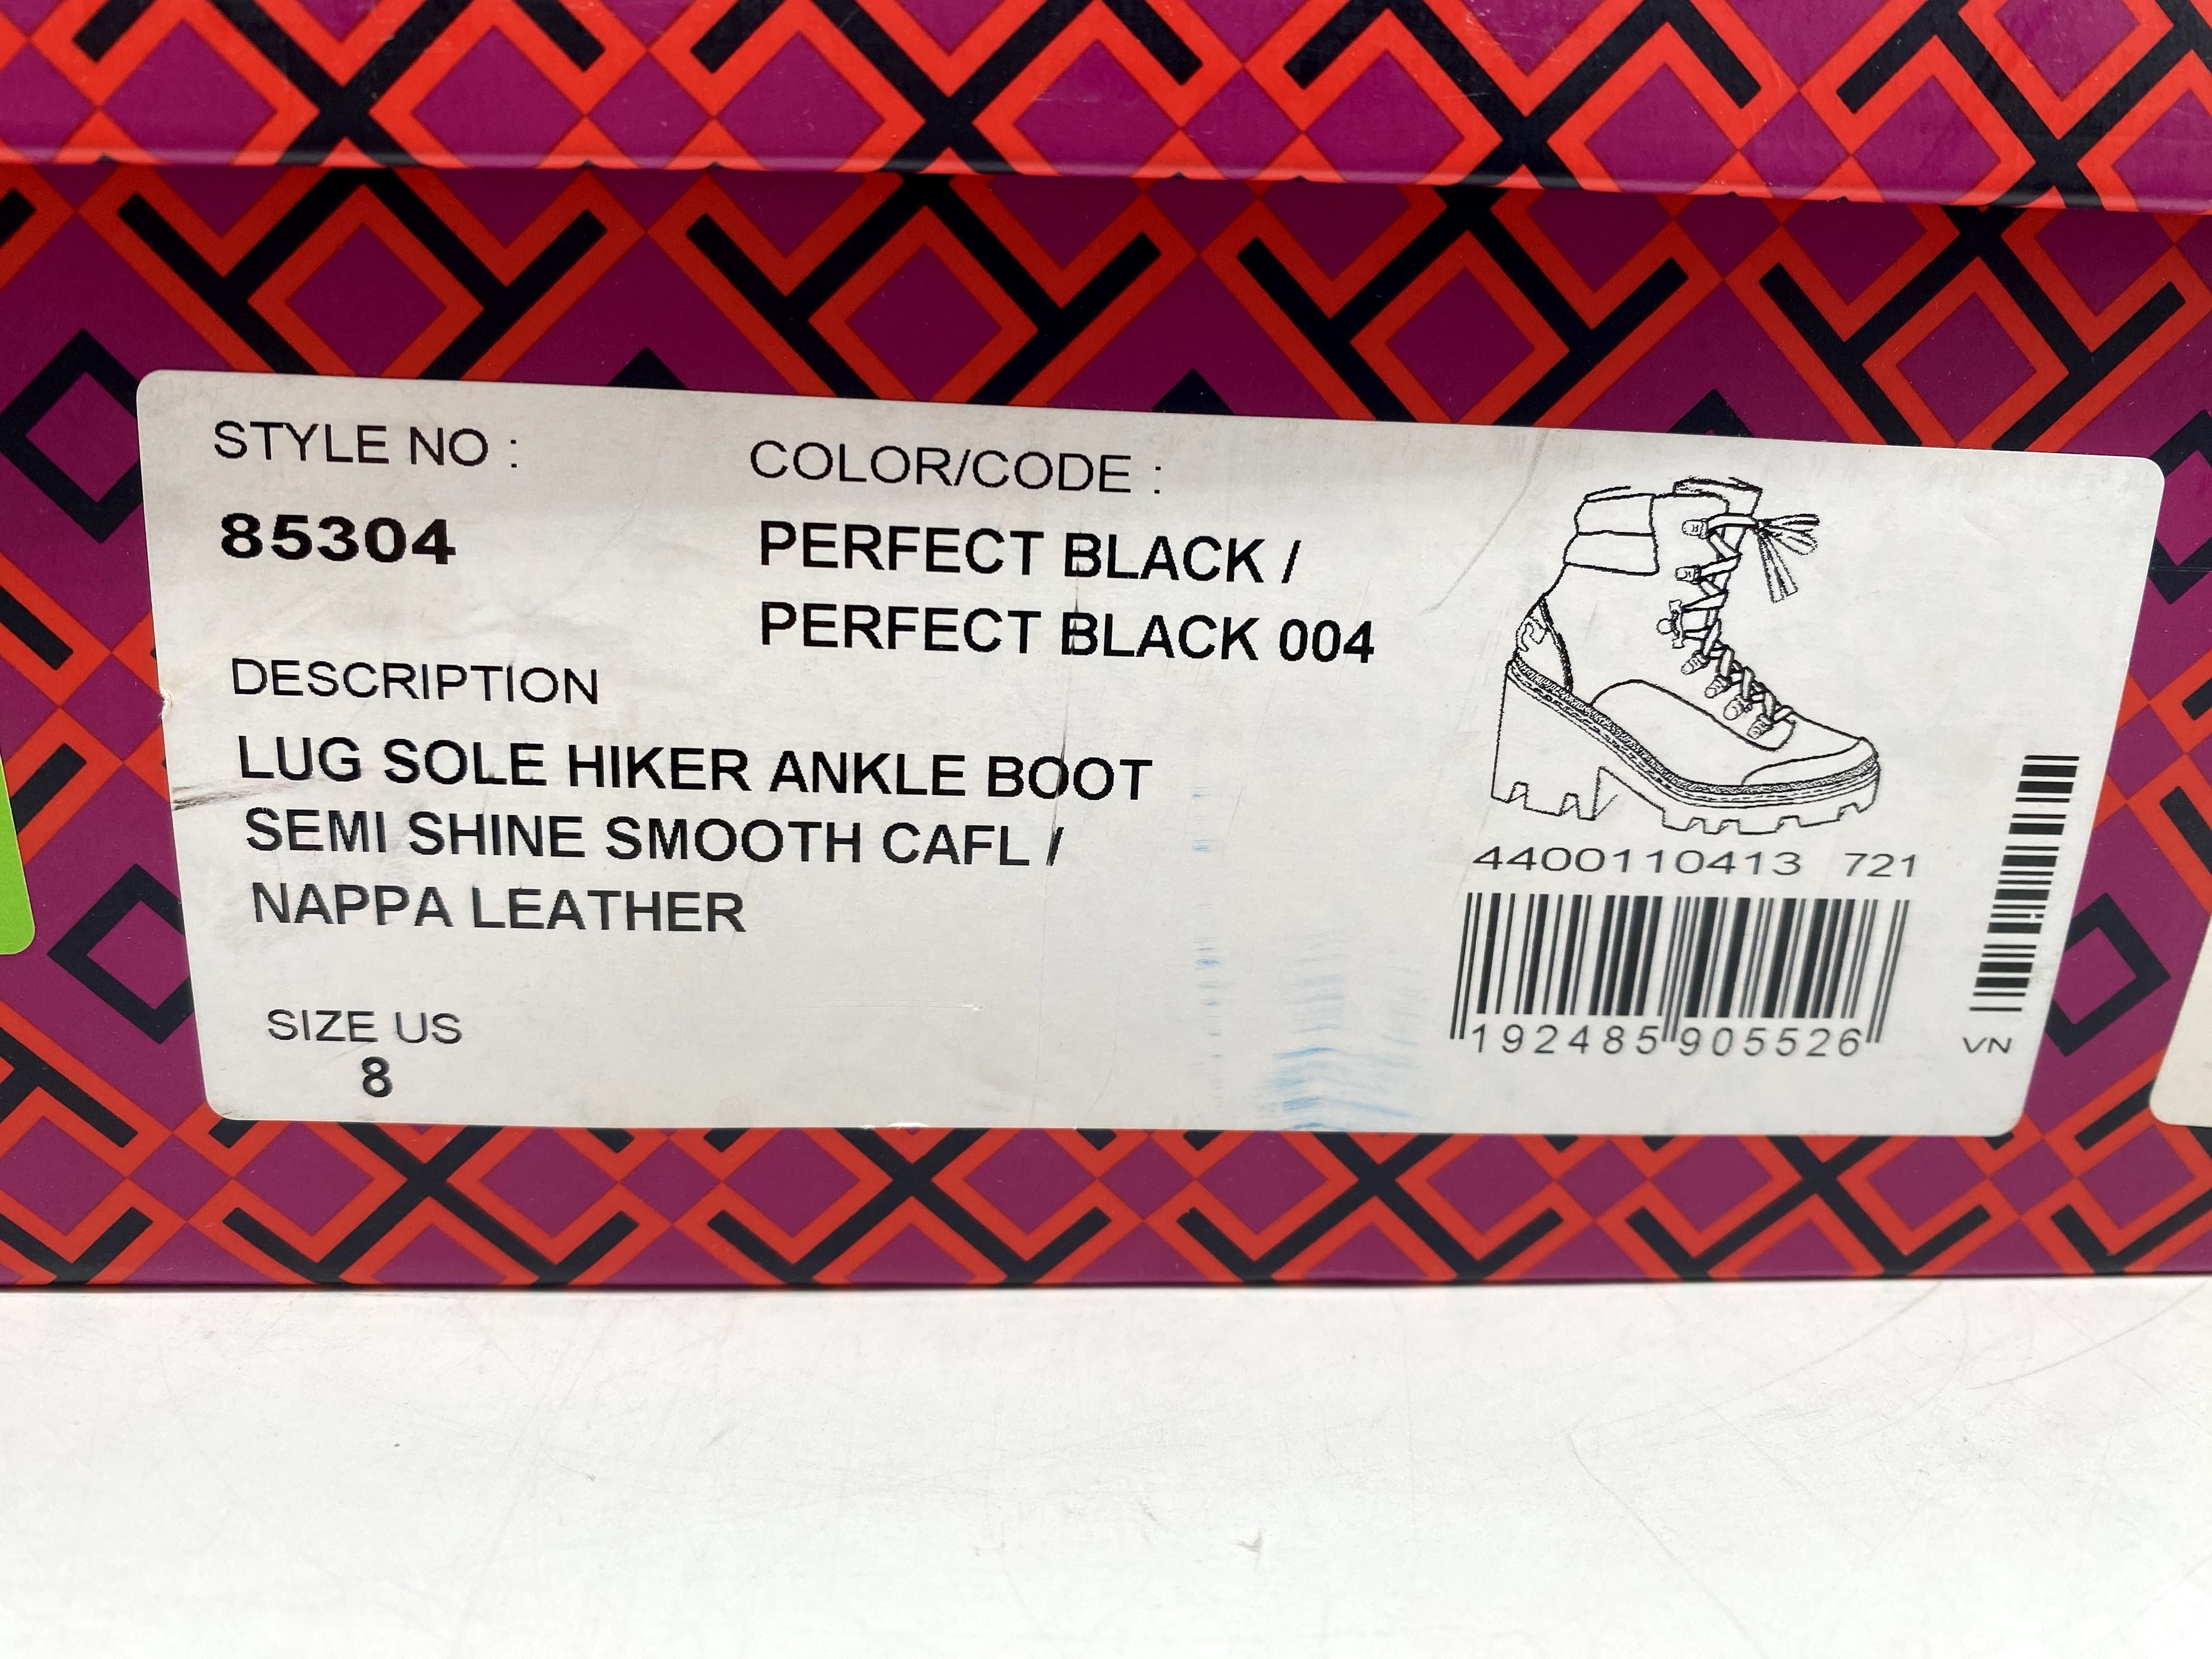 STYLE NO :
85304
COLOR/CODE :
PERFECT BLACK /
PERFECT BLACK 004
DESCRIPTION
LUG SOLE HIKER ANKLE BOOT
SEMI SHINE SMOOTH CAFL /
NAPPA LEATHER
SIZE US
8
4400110413 721
192485 905526
VN